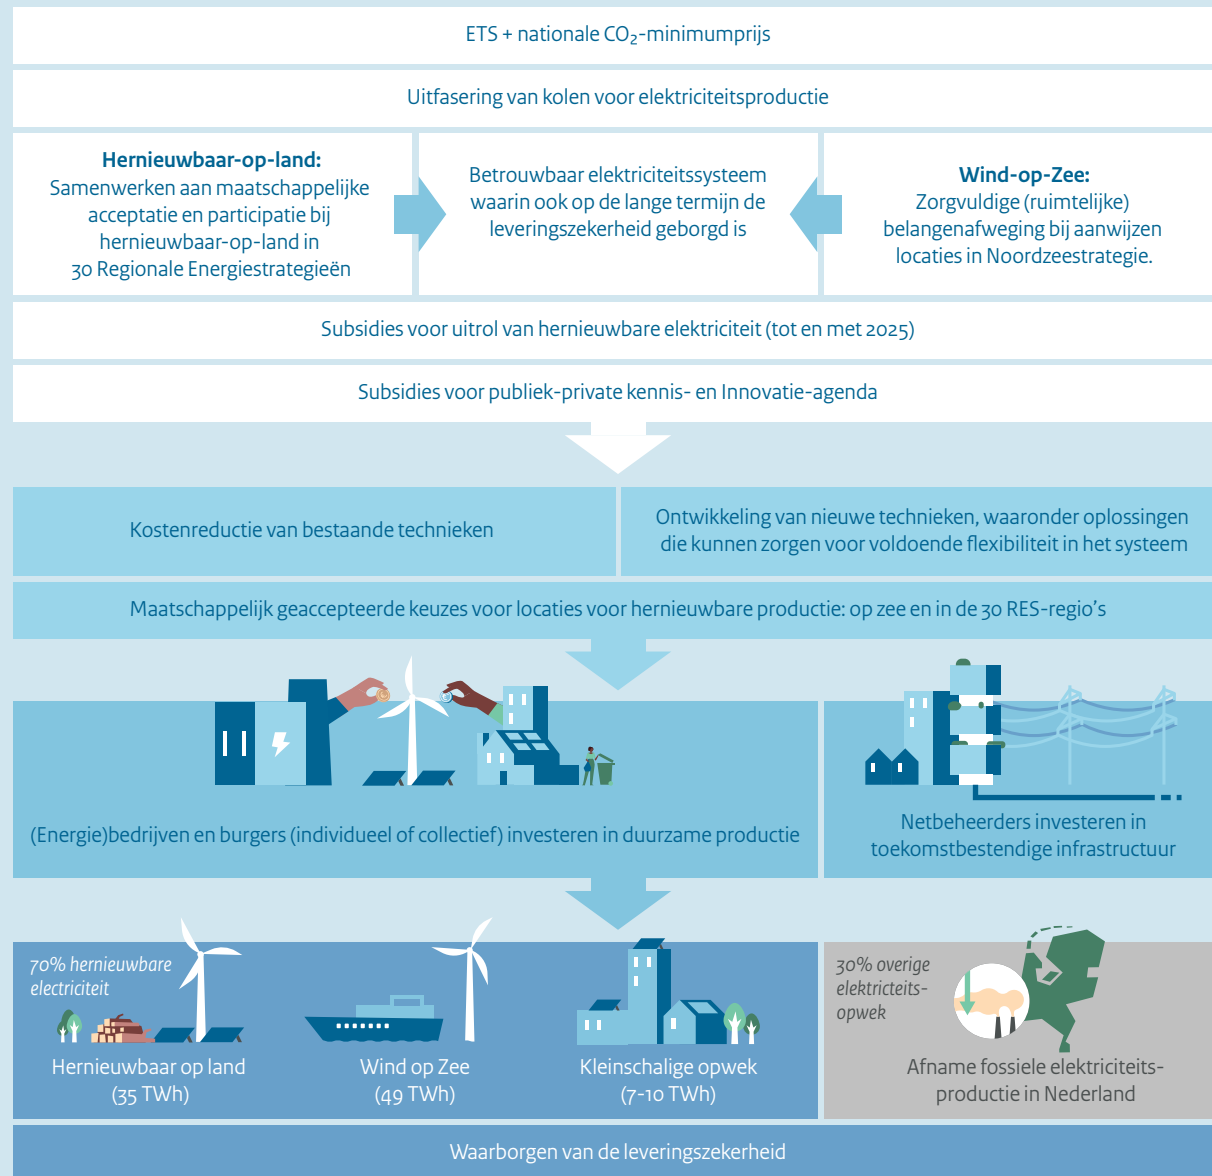 ETS + nationale CO₂-minimumprijs
Uitfasering van kolen voor elektriciteitsproductie
Hernieuwbaar-op-land:
Samenwerken aan maatschappelijke
acceptatie en participatie bij
hernieuwbaar-op-land in
30 Regionale Energiestrategieën
Betrouwbaar elektriciteitssysteem
waarin ook op de lange termijn de
leveringszekerheid geborgd is
Wind-op-Zee:
Zorgvuldige (ruimtelijke)
belangenafweging bij aanwijzen
locaties in Noordzeestrategie.
Subsidies voor uitrol van hernieuwbare elektriciteit (tot en met 2025)
Subsidies voor publiek-private kennis- en Innovatie-agenda
Kostenreductie van bestaande technieken
Ontwikkeling van nieuwe technieken, waaronder oplossingen
die kunnen zorgen voor voldoende flexibiliteit in het systeem
Maatschappelijk geaccepteerde keuzes voor locaties voor hernieuwbare productie: op zee en in de 30 RES-regio's
(Energie)bedrijven en burgers (individueel of collectief) investeren in duurzame productie
Netbeheerders investeren in
toekomstbestendige infrastructuur
70% hernieuwbare
electriciteit
Hernieuwbaar op land
(35 TWh)
Wind op Zee
(49 TWh)
Kleinschalige opwek
(7-10 TWh)
30% overige
elektricteits-
opwek
Afname fossiele elektriciteits-
productie in Nederland
Waarborgen van de leveringszekerheid